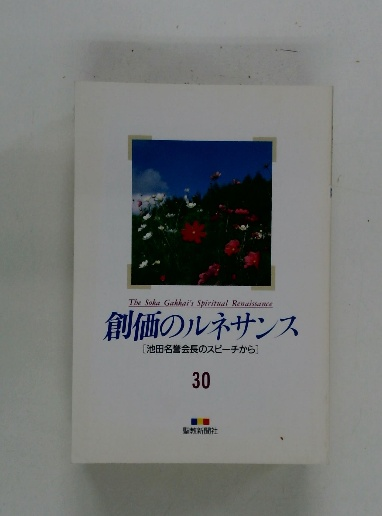 The Soka Gakkai's Spiritual Renaissance
創価のルネサンス
[池田名誉会長のスピーチから]
30
聖教新聞社